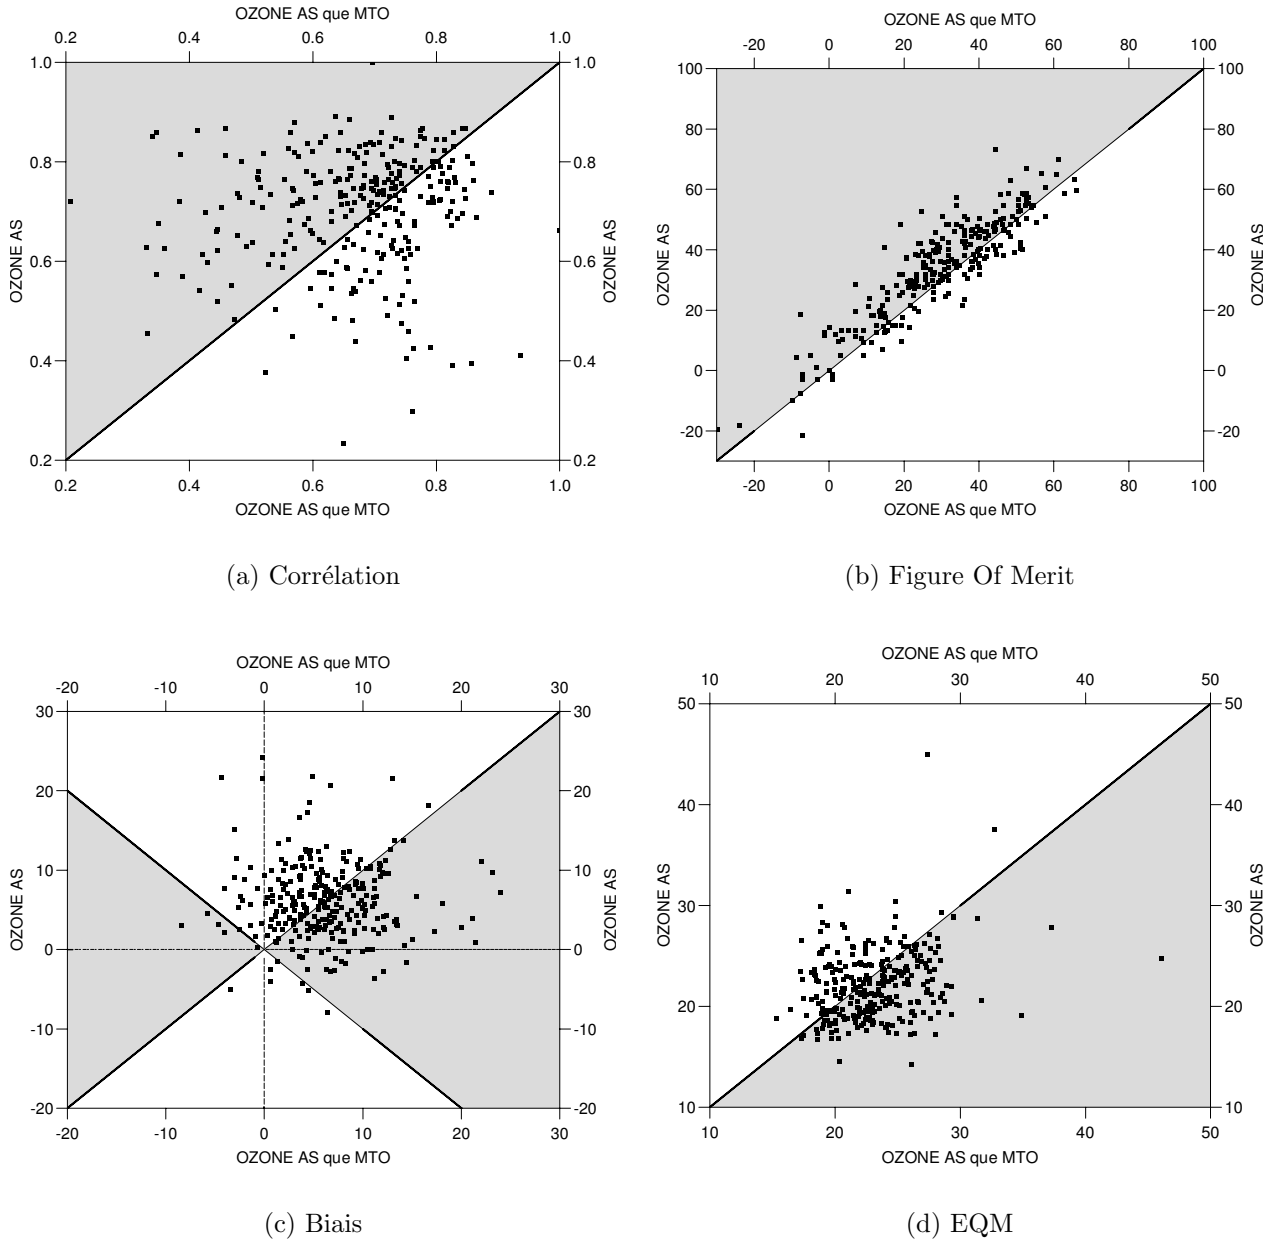 OZONE AS que MTO
0.2 0.4 0.6 0.8 1.0
1.0 1.0
0.8 0.8
OZONE AS OZONE AS
0.6 0.6
0.4 0.4
0.2 0.2
0.2 0.4 0.6 0.8 1.0
OZONE AS que MTO
(a) Corrélation
OZONE AS que MTO
-20 0 20 40 60 80 100
100 100
80 80
60 60
OZONE AS OZONE AS
40 40
20 20
0 0
-20 -20
-20 0 20 40 60 80 100
OZONE AS que MTO
(b) Figure Of Merit
OZONE AS que MTO
-20 -10 0 10 20 30
30 30
20 20
10 10
OZONE AS OZONE AS
0 0
-10 -10
-20 -20
-20 -10 0 10 20 30
OZONE AS que MTO
(c) Biais
OZONE AS que MTO
10 20 30 40 50
50 50
40 40
30 30
OZONE AS OZONE AS
20 20
10 10
10 20 30 40 50
OZONE AS que MTO
(d) EQM